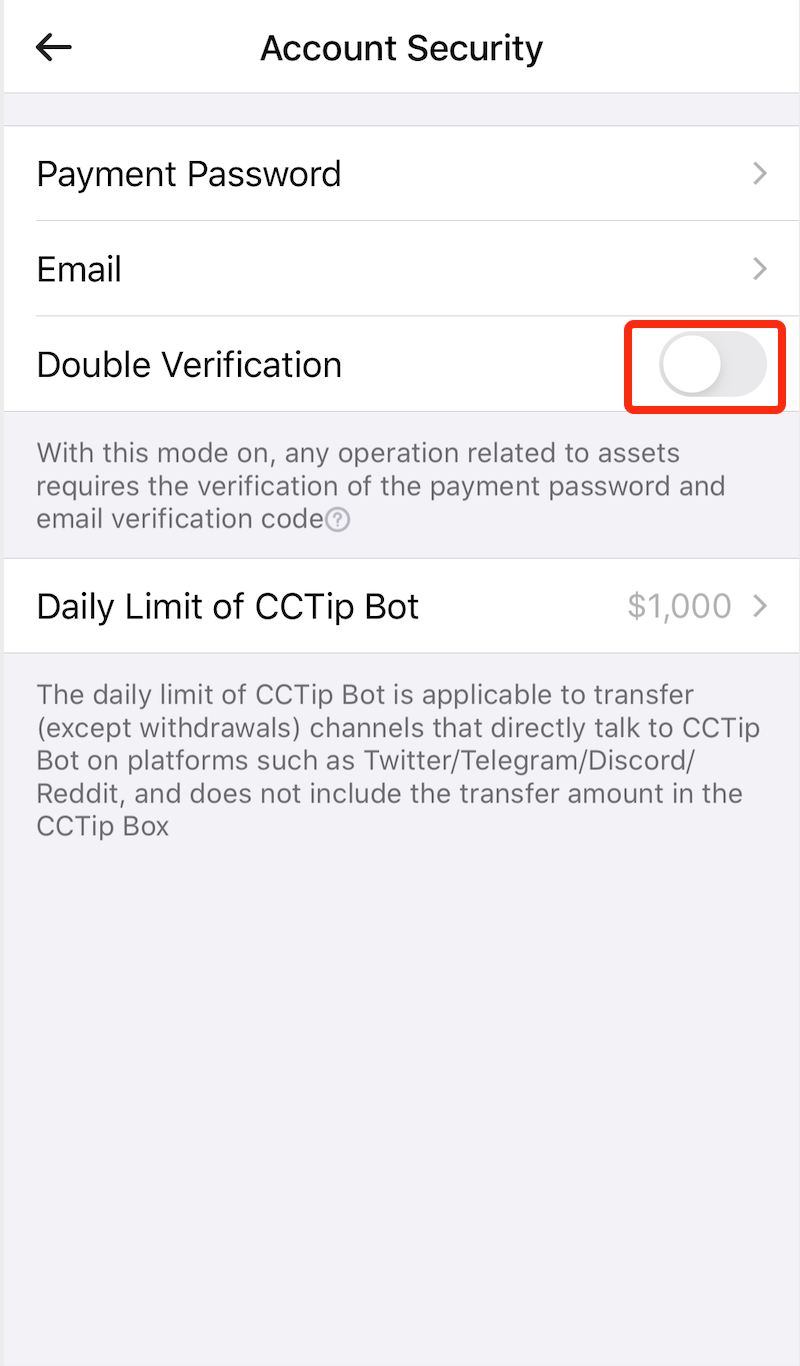 Account Security
Payment Password
Email
Double Verification
With this mode on, any operation related to assets
requires the verification of the payment password and
email verification code?
Daily Limit of CCTip Bot $1,000
The daily limit of CCTip Bot is applicable to transfer
(except withdrawals) channels that directly talk to CCTip
Bot on platforms such as Twitter/Telegram/Discord/
Reddit, and does not include the transfer amount in the
CCTip Box